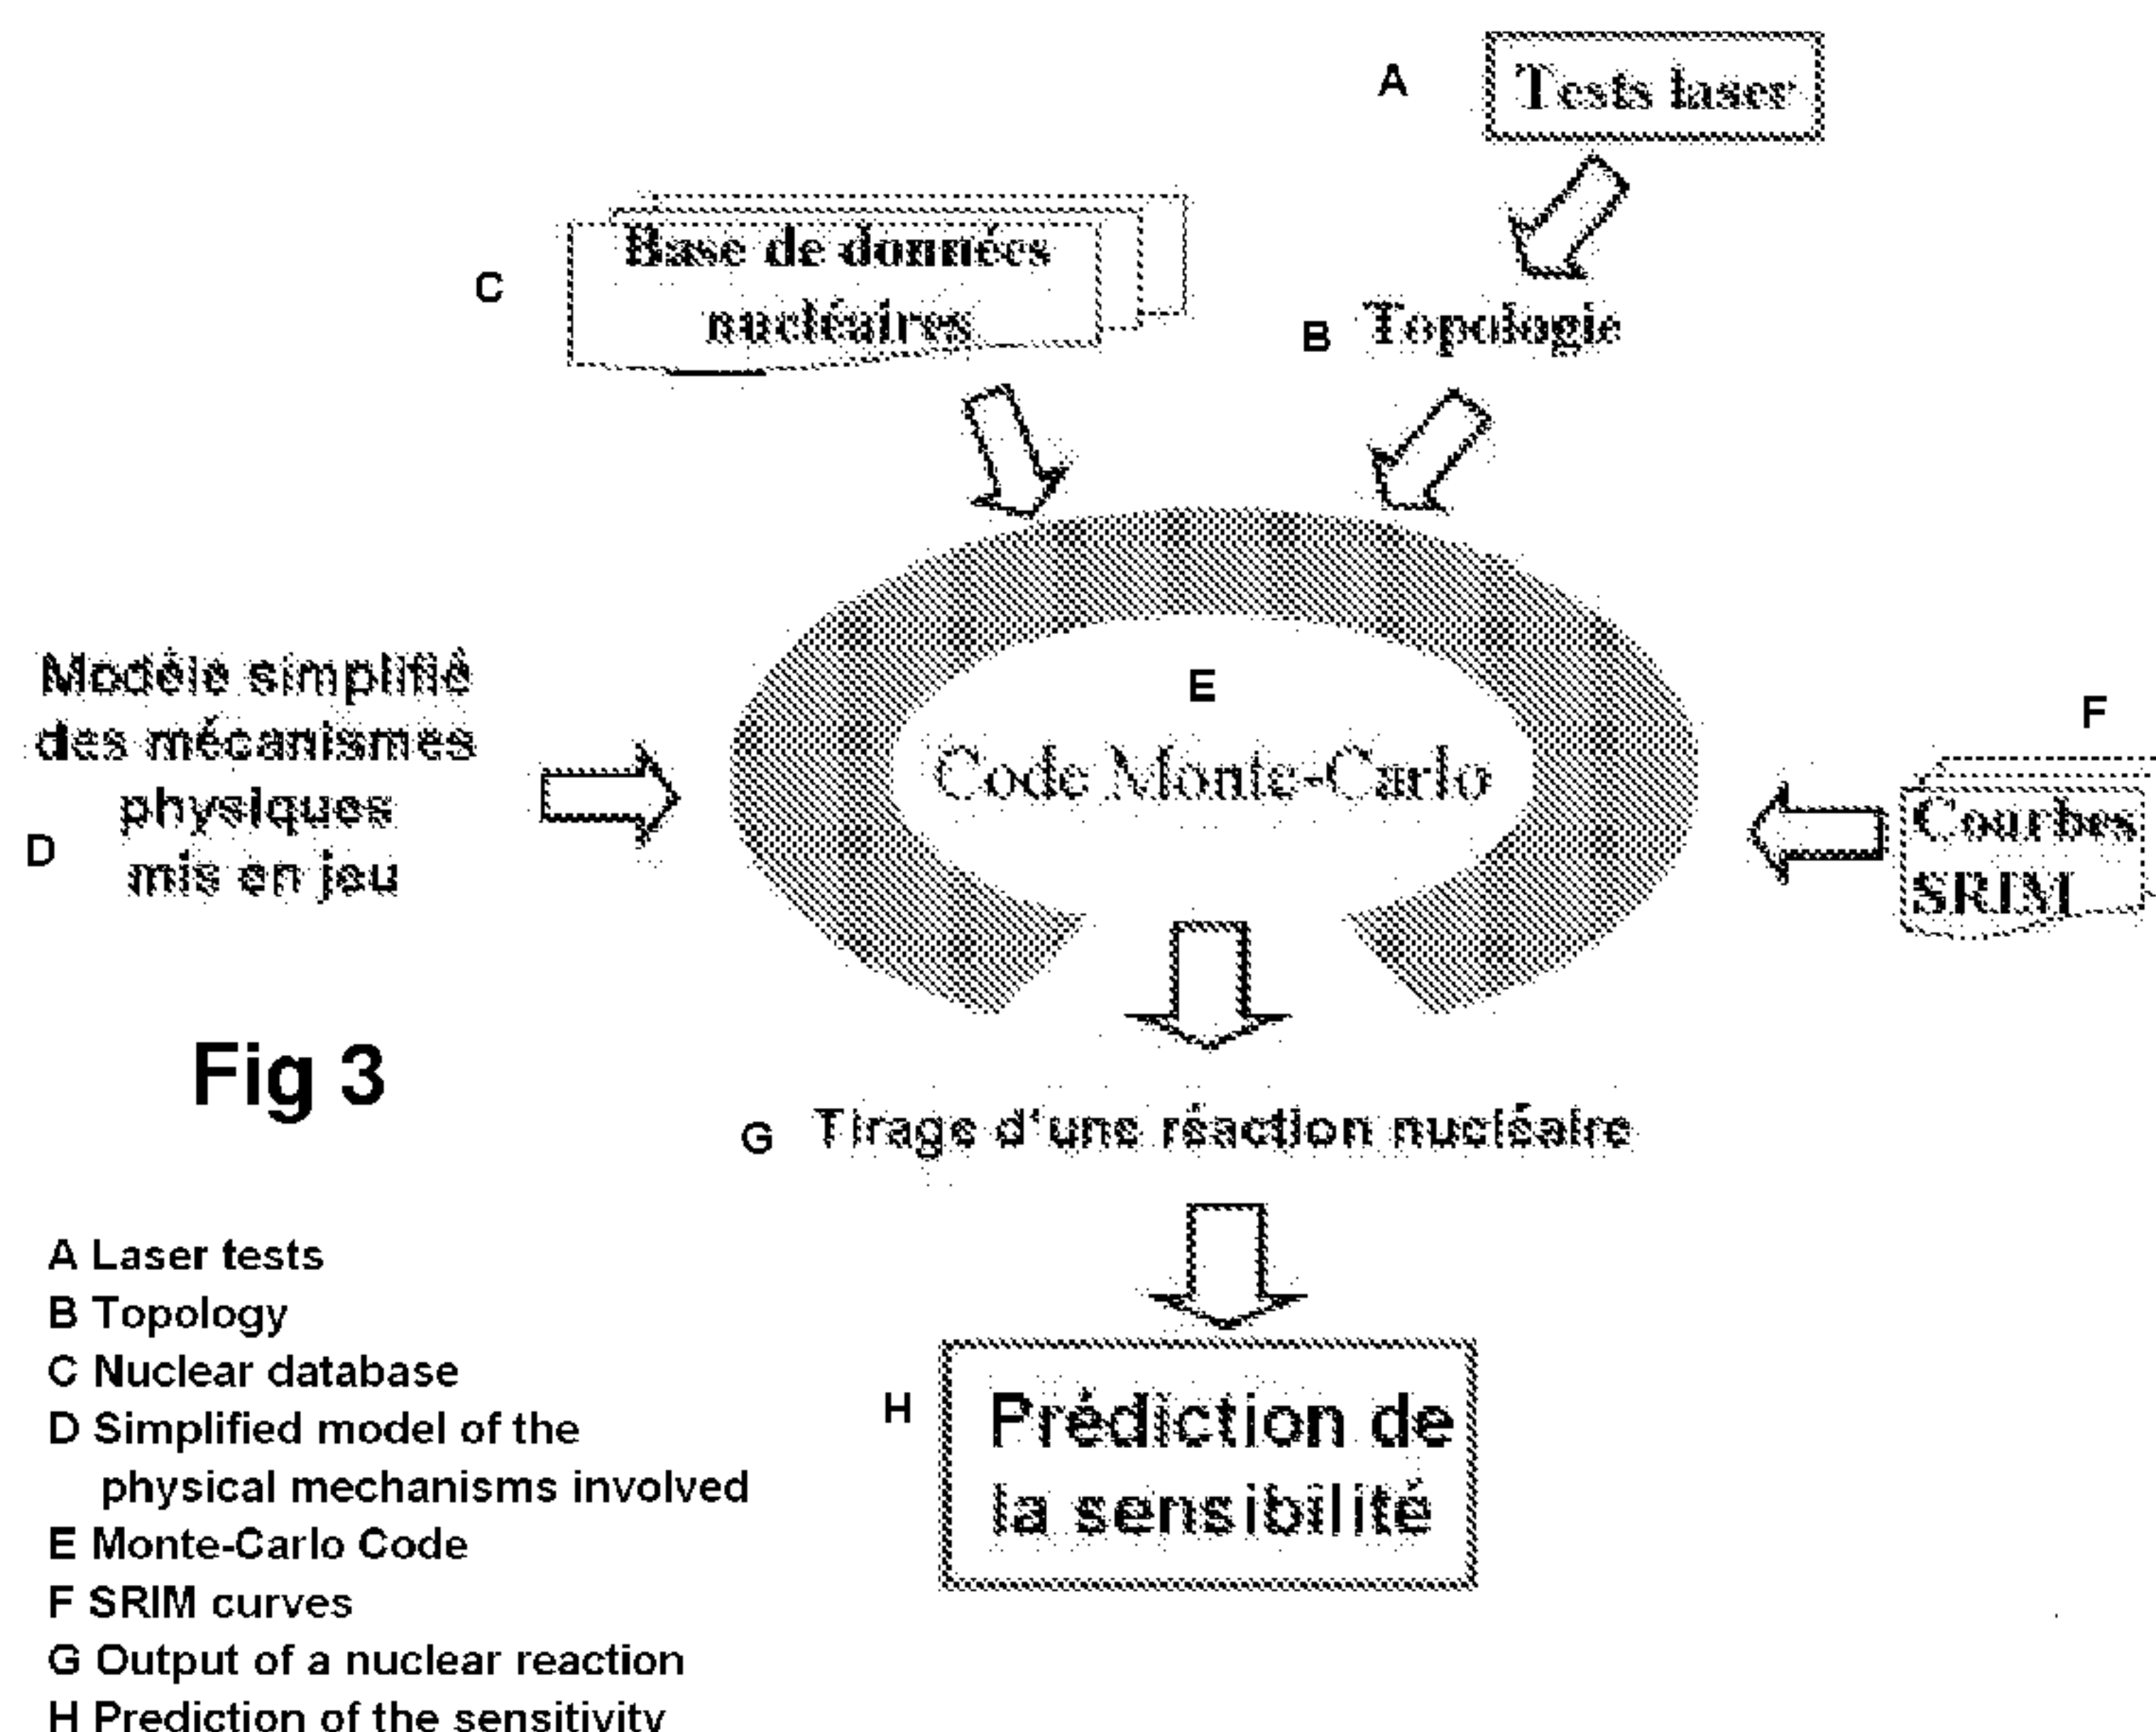 A Tests laser
C Base de données
nucléaires
B Topologie
Modèle simplifié
des mécanismes
physiques
D mis en jeu
E
Code Monte-Carlo
F
Courbes
SRIM
Fig 3
G Tirage d'une réaction nucléaire
H Prédiction de
la sensibilité
A Laser tests
B Topology
C Nuclear database
D Simplified model of the
physical mechanisms involved
E Monte-Carlo Code
F SRIM curves
G Output of a nuclear reaction
H Prediction of the sensitivity